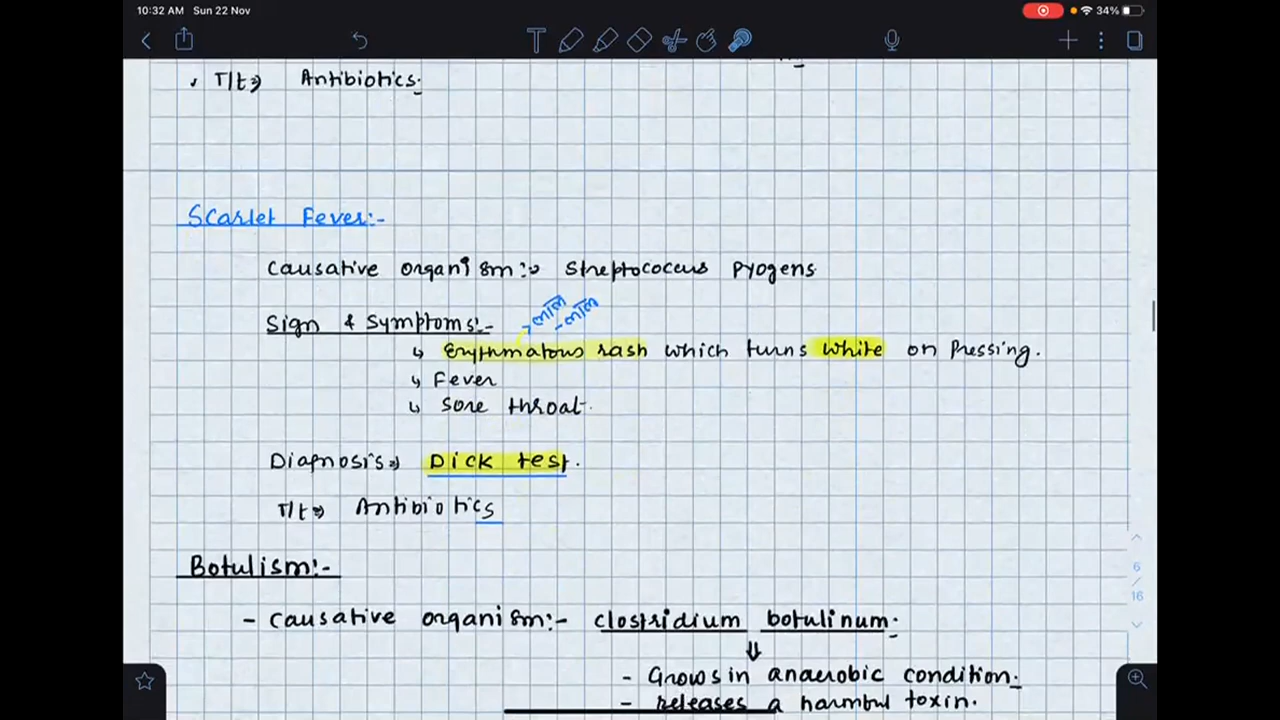 10:32 AM Sun 22 Nov
34%
T/t⇒ Antibiotics.
Scarlet Fever:-
Causative organism:⇒ Streptococcus Pyogens
लाल
-लाल
Sign & Symptoms:-
↳ Erythmatous rash which turns white on Pressing.
↳ Fever
↳ Sore throat.
Diagnosis⇒ Dick test.
T/t⇒ Antibiotics
Botulism:-
- Causative organism:- clostridium botulinum.
⇓
- Grows in anaerobic condition.
- releases a harmful toxin.
6
/
16